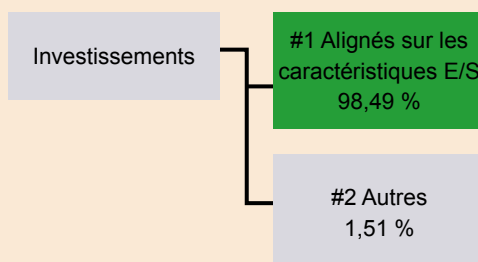 Investissements
#1 Alignés sur les
caractéristiques E/S
98,49 %
#2 Autres
1,51 %